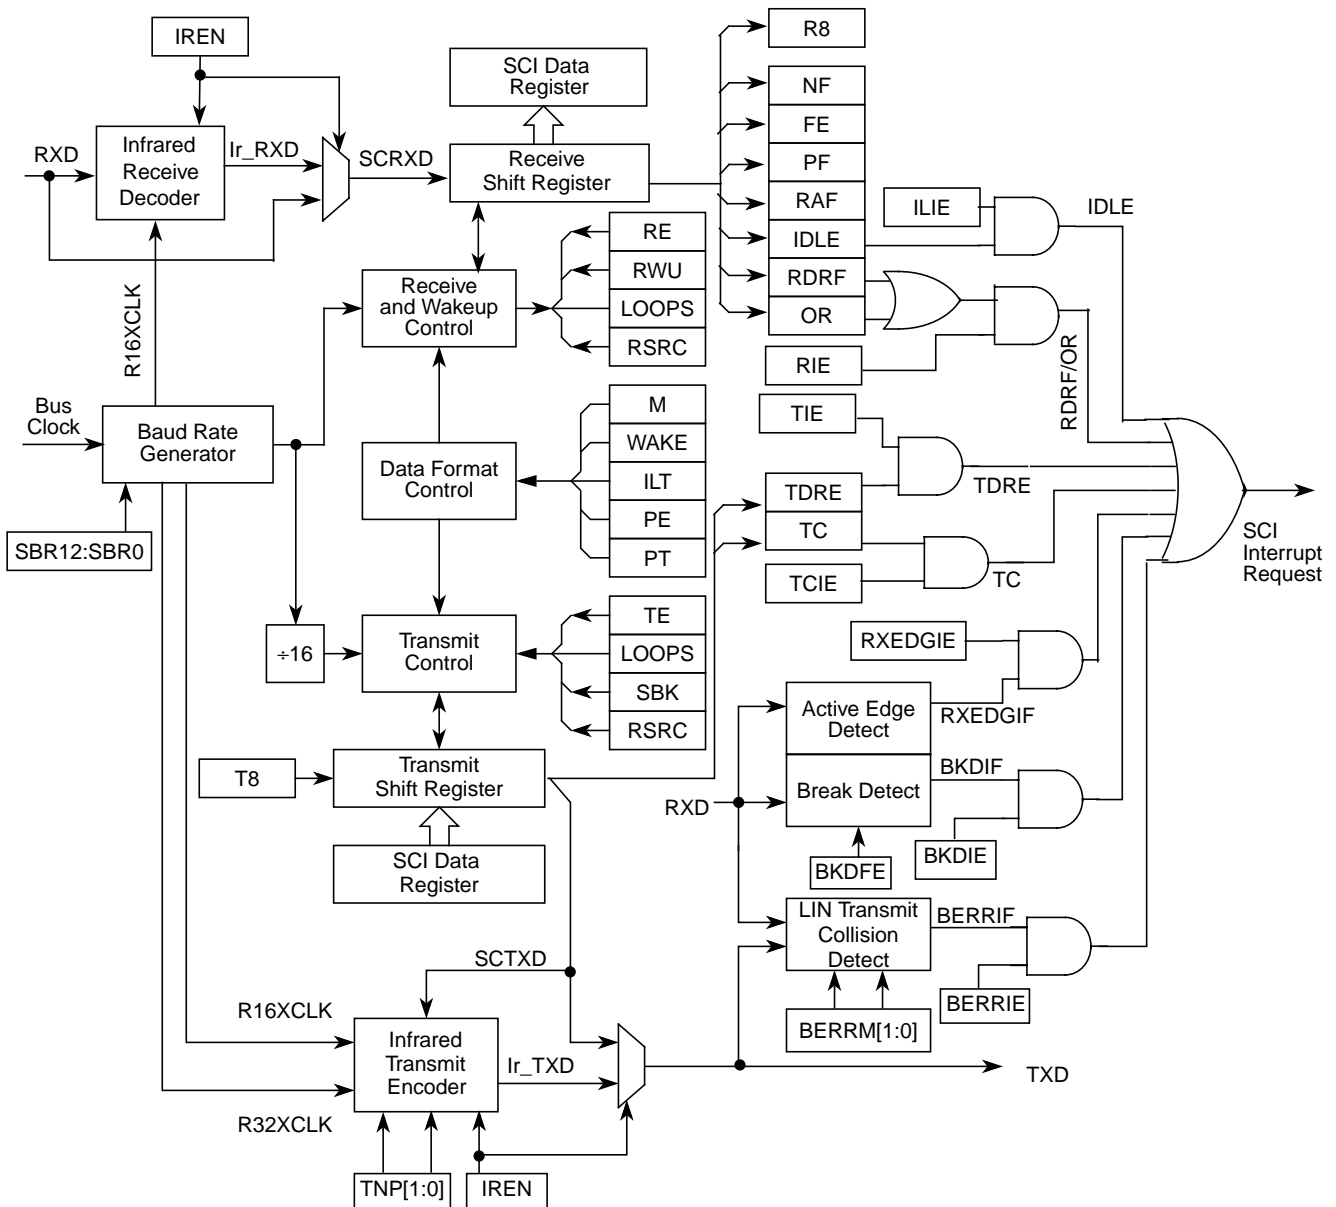 IREN
R8
SCI Data
Register
NF
FE
PF
RAF
IDLE
RDRF
OR
RXD
Infrared
Receive
Decoder
Ir_RXD
SCRXD
Receive
Shift Register
ILIE
IDLE
RE
RWU
LOOPS
RSRC
Receive
and Wakeup
Control
R16XCLK
RIE
RDRF/OR
Bus
Clock
Baud Rate
Generator
M
WAKE
ILT
PE
PT
Data Format
Control
TIE
TDRE
TC
TDRE
TCIE
TC
SBR12:SBR0
SCI
Interrupt
Request
÷16
Transmit
Control
TE
LOOPS
SBK
RSRC
RXEDGIE
Active Edge
Detect
RXEDGIF
T8
Transmit
Shift Register
RXD
Break Detect
BKDIF
BKDIE
BKDFE
SCI Data
Register
LIN Transmit
Collision
Detect
BERRIF
BERRIE
BERRM[1:0]
SCTXD
R16XCLK
Infrared
Transmit
Encoder
Ir_TXD
TXD
R32XCLK
TNP[1:0]
IREN